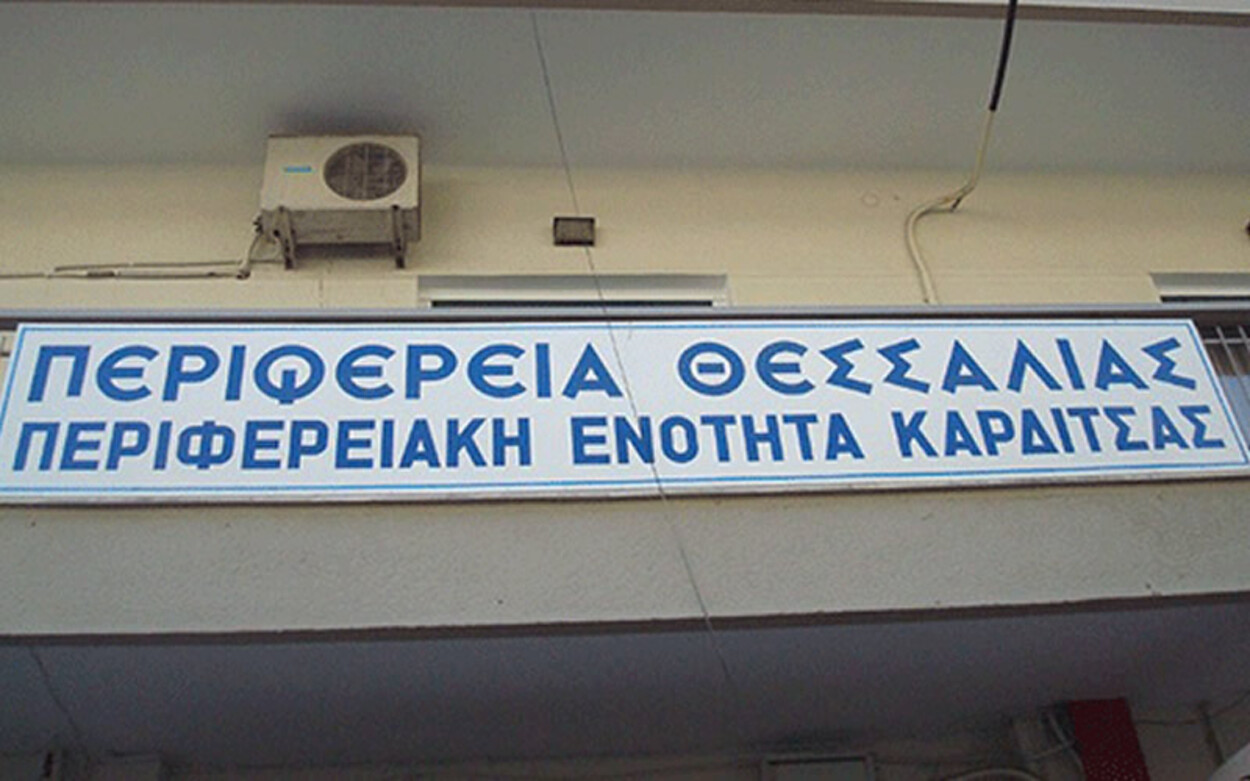 ΠΕΡΙΦΕΡΕΙΑ ΘΕΣΣΑΛΙΑΣ
ΠΕΡΙΦΕΡΕΙΑΚΗ ΕΝΟΤΗΤΑ ΚΑΡΔΙΤΣΑΣ